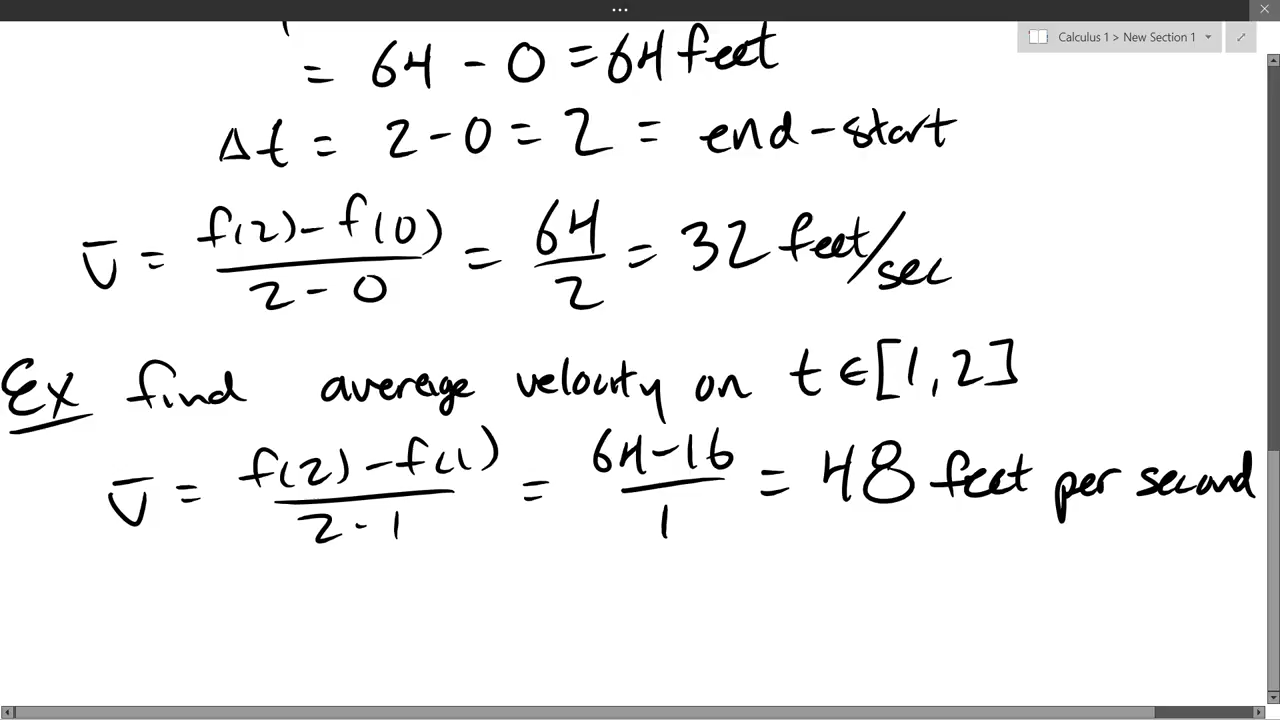 Calculus 1 > New Section 1
= 64 - 0 = 64 feet
Δt = 2 - 0 = 2 = end - start
v̄ = f(2) - f(0) / 2 - 0 = 64 / 2 = 32 feet/sec
Ex find average velocity on t ∈ [1, 2]
v̄ = f(2) - f(1) / 2 - 1 = 64 - 16 / 1 = 48 feet per second